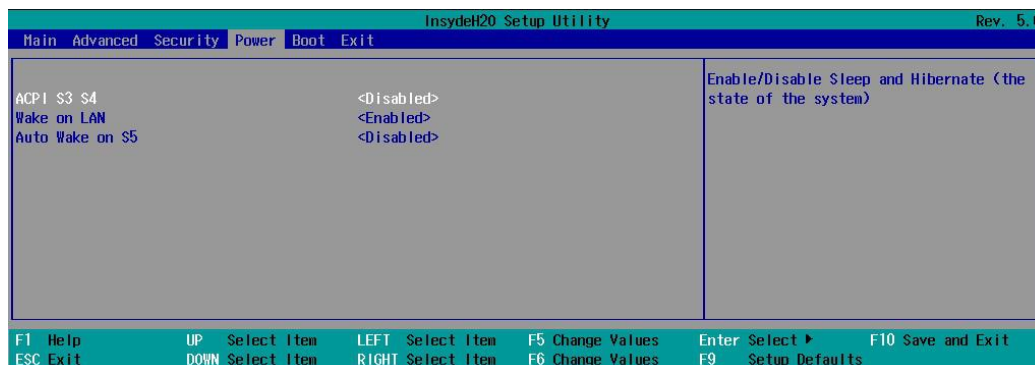 InsydeH20 Setup Utility Rev. 5.
Main Advanced Security Power Boot Exit
Enable/Disable Sleep and Hibernate (the
ACPI S3 S4 <Disabled> state of the system)
Wake on LAN <Enabled>
Auto Wake on S5 <Disabled>
F1 Help UP Select Item LEFT Select Item F5 Change Values Enter Select ▶ F10 Save and Exit
ESC Exit DOWN Select Item RIGHT Select Item F6 Change Values F9 Setup Defaults